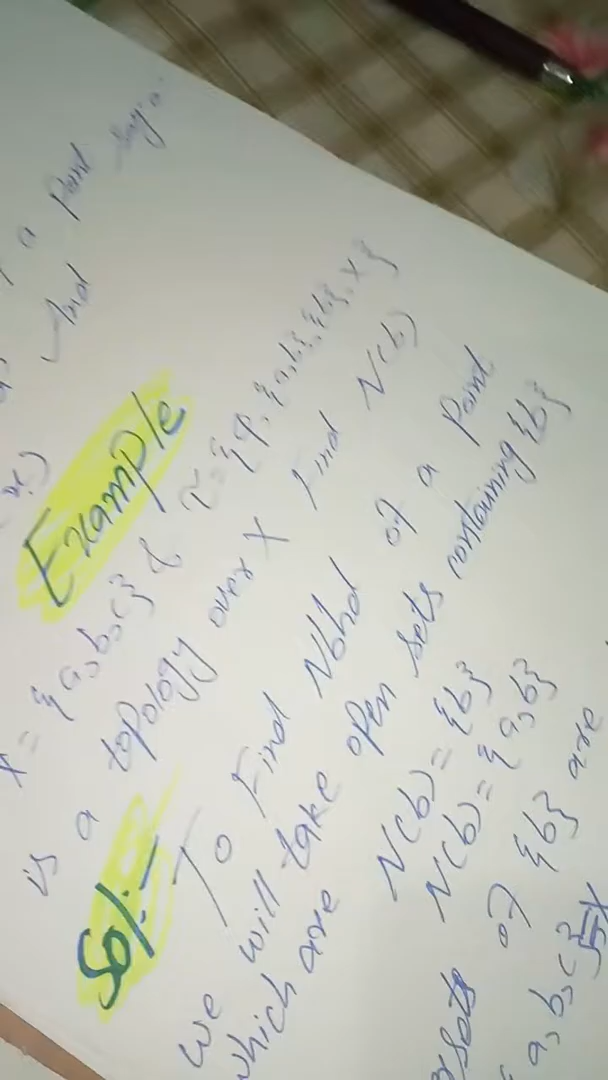 a Point say a
And
Example
X = {a,b,c} & τ = {φ, {a,b}, {b}, X}
is a topology over X Find N(b)
Sol:- To Find Nbhd of a Point
we will take open sets containing {b}
which are N(b) = {b}
N(b) = {a,b}
of {b} are
a,b,c}=X